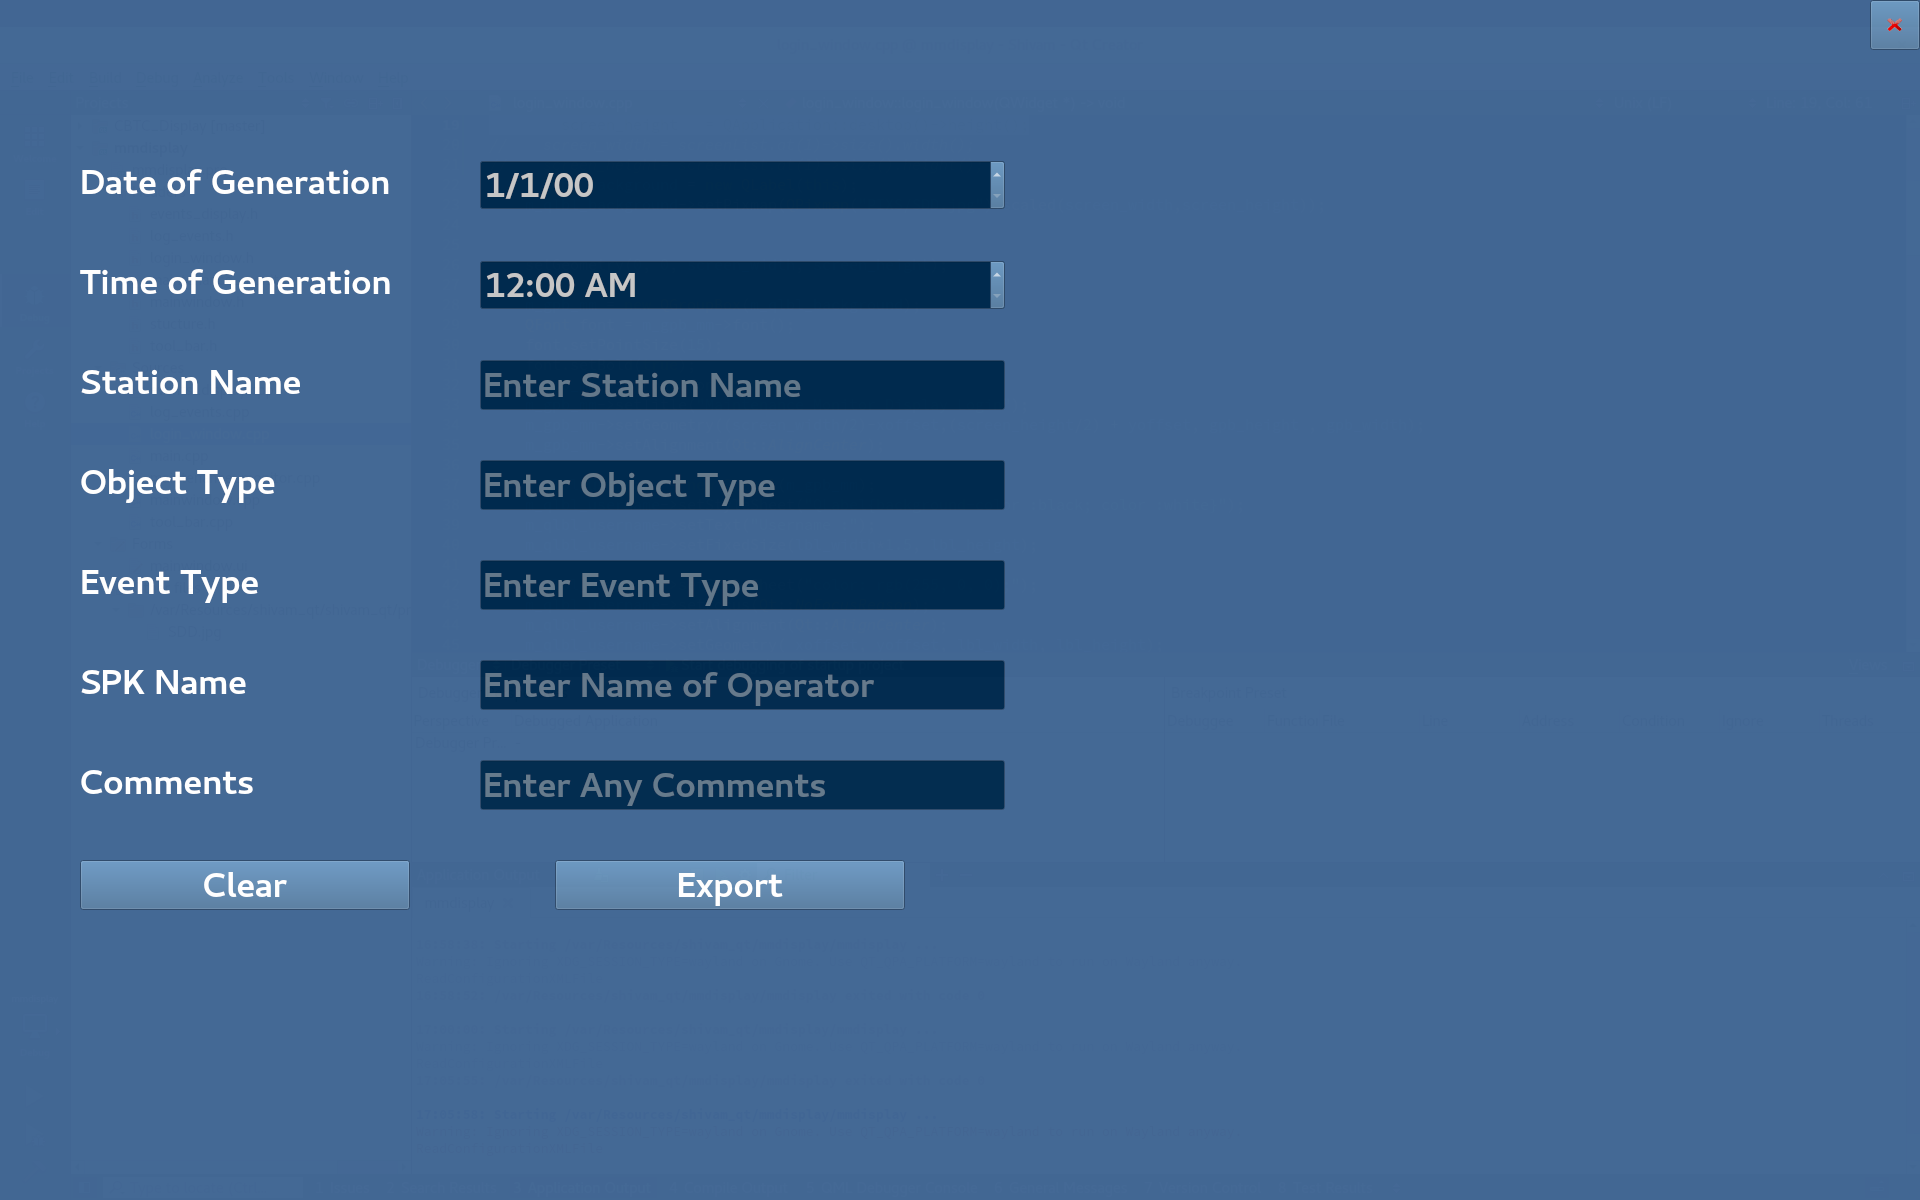 Date of Generation
1/1/00
Time of Generation
12:00 AM
Station Name
Enter Station Name
Object Type
Enter Object Type
Event Type
Enter Event Type
SPK Name
Enter Name of Operator
Comments
Enter Any Comments
Clear
Export